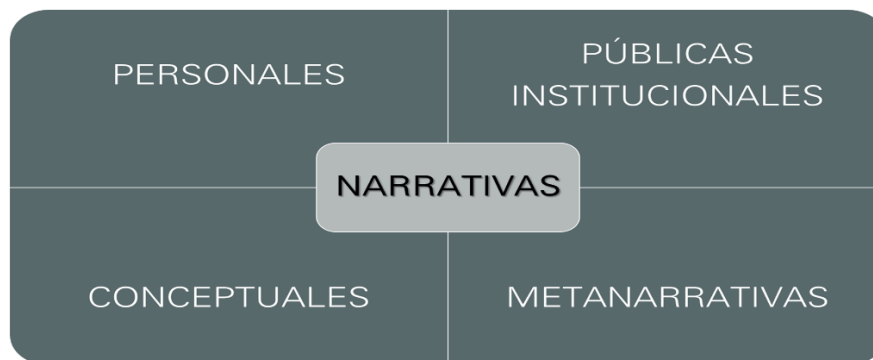 PERSONALES
PÚBLICAS
INSTITUCIONALES
NARRATIVAS
CONCEPTUALES
METANARRATIVAS